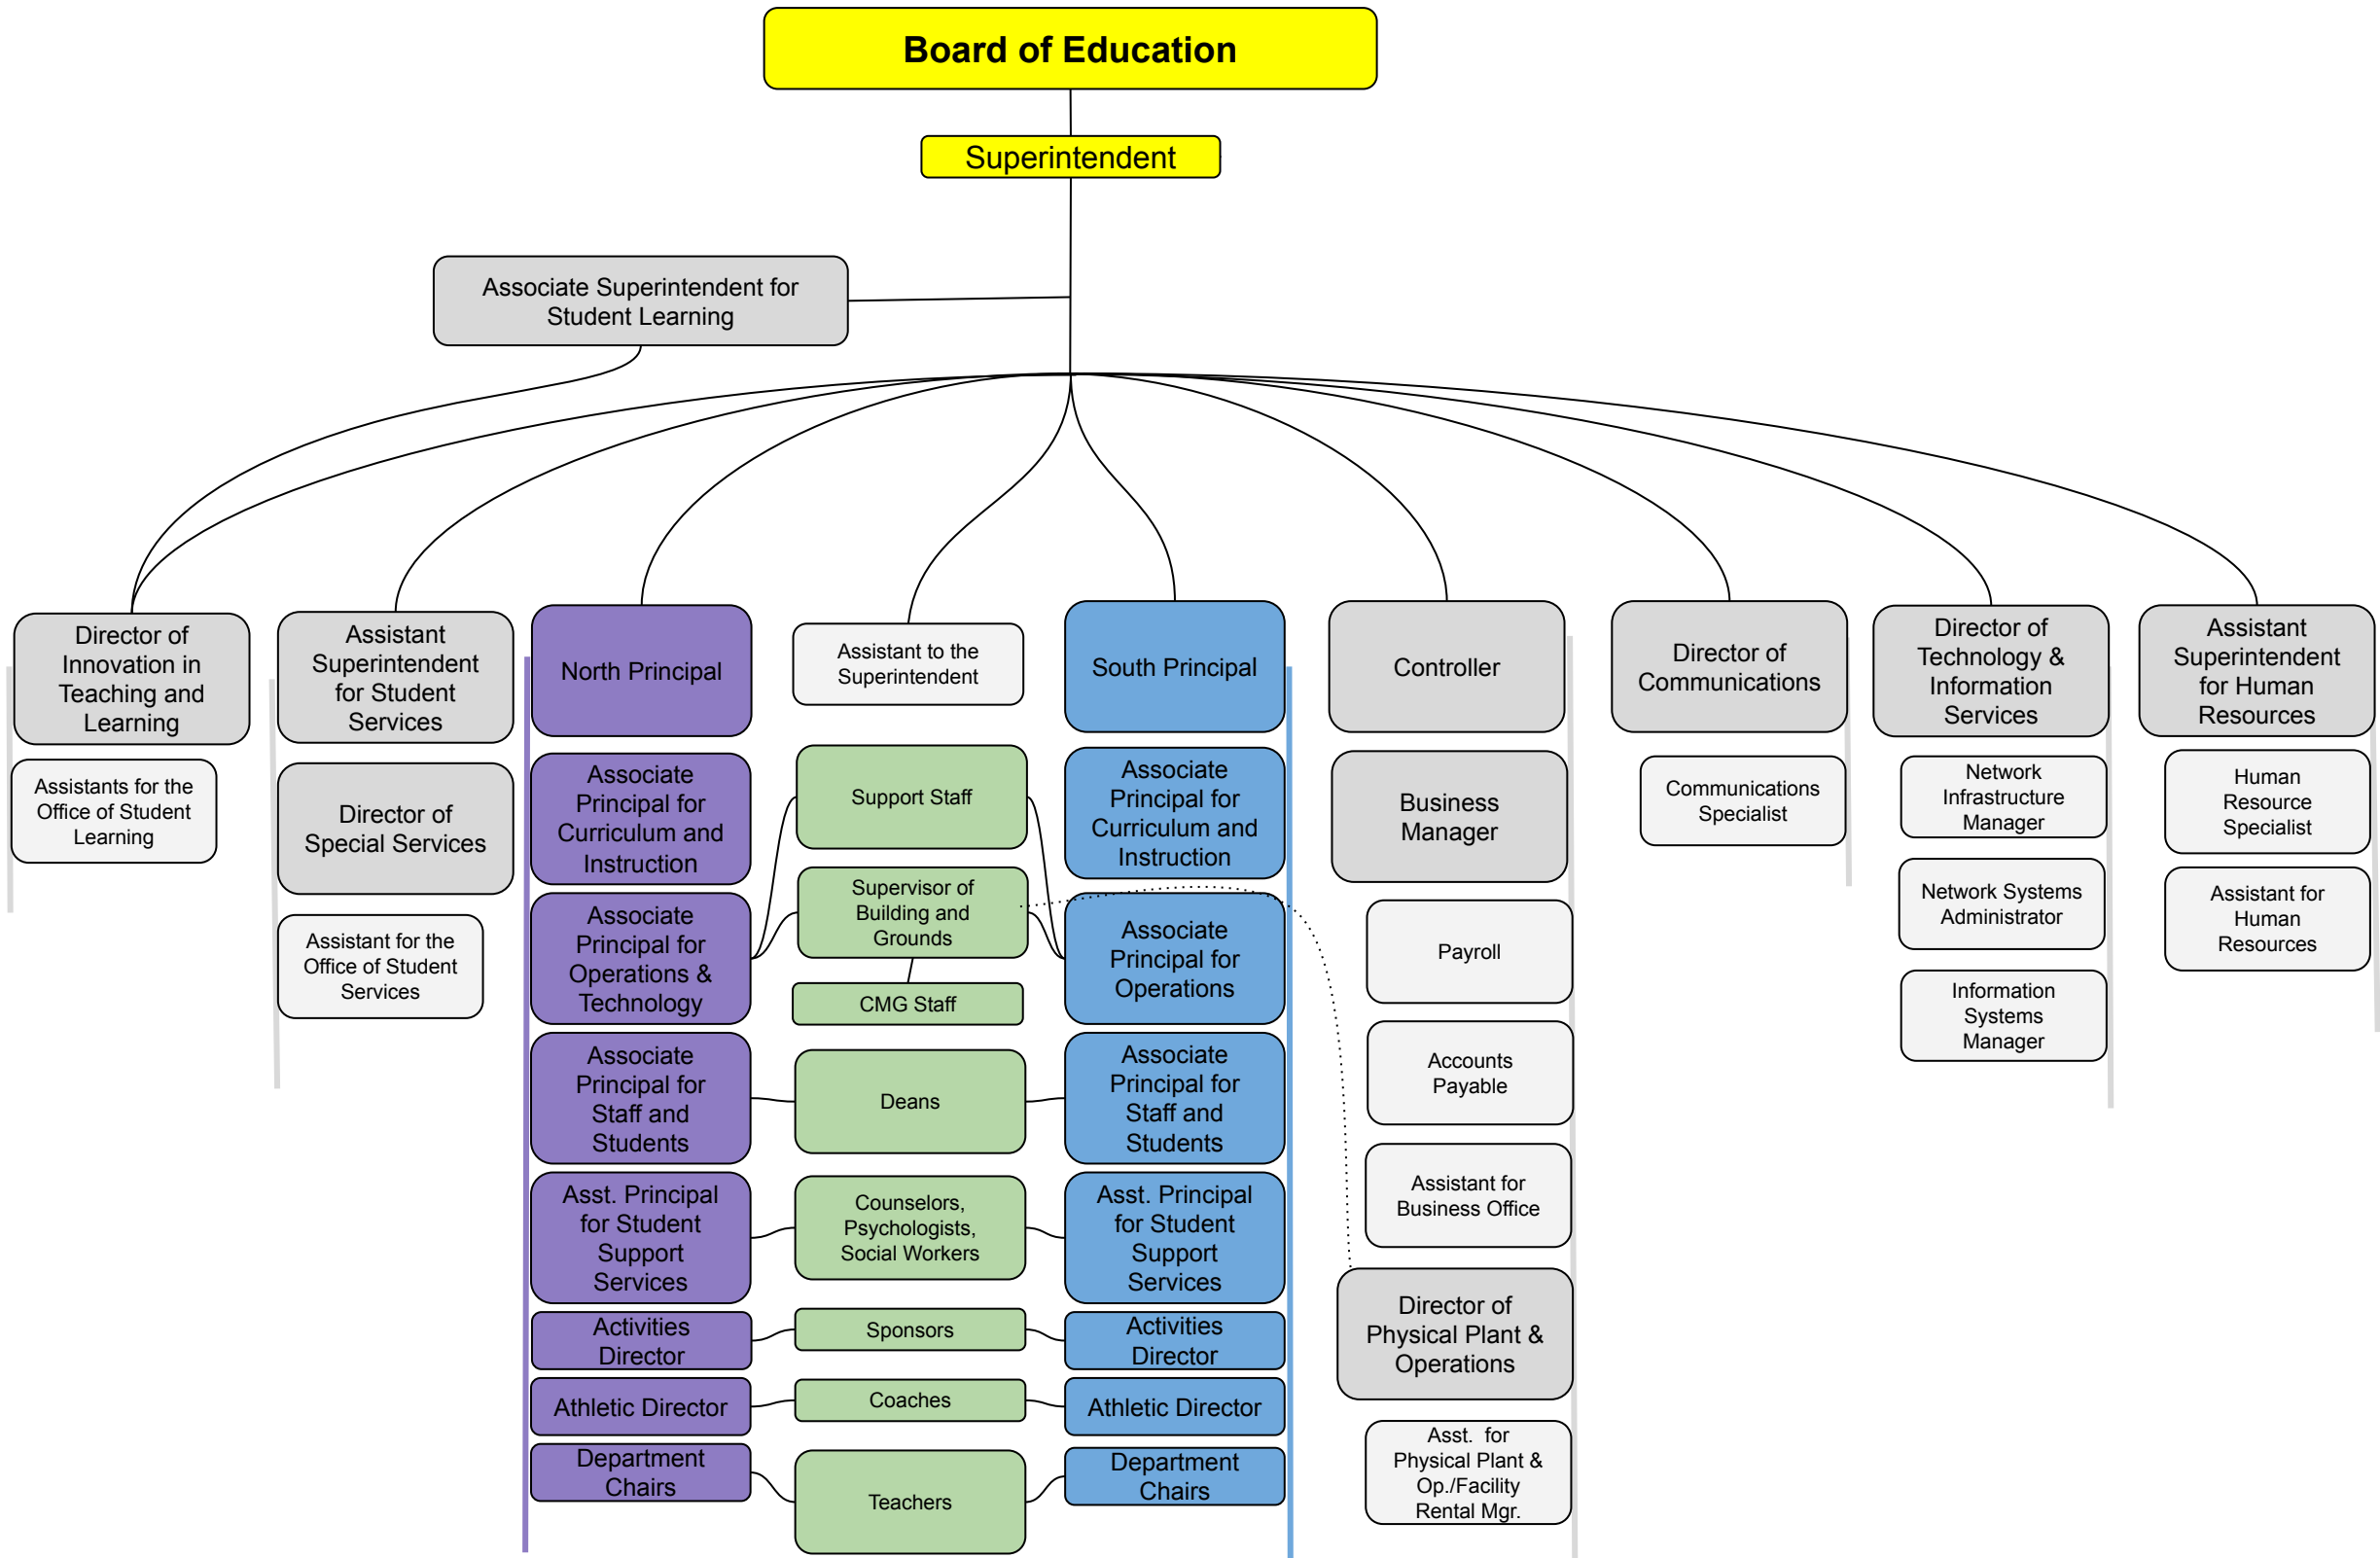 Board of Education
Superintendent
Associate Superintendent for
Student Learning
Director of
Innovation in
Teaching and
Learning
Assistants for the
Office of Student
Learning
Assistant
Superintendent
for Student
Services
Director of
Special Services
Assistant for the
Office of Student
Services
North Principal
Associate
Principal for
Curriculum and
Instruction
Associate
Principal for
Operations &
Technology
Associate
Principal for
Staff and
Students
Asst. Principal
for Student
Support
Services
Activities
Director
Athletic Director
Department
Chairs
Assistant to the
Superintendent
Support Staff
Supervisor of
Building and
Grounds
CMG Staff
Deans
Counselors,
Psychologists,
Social Workers
Sponsors
Coaches
Teachers
South Principal
Associate
Principal for
Curriculum and
Instruction
Associate
Principal for
Operations
Associate
Principal for
Staff and
Students
Asst. Principal
for Student
Support
Services
Activities
Director
Athletic Director
Department
Chairs
Controller
Business
Manager
Payroll
Accounts
Payable
Assistant for
Business Office
Director of
Physical Plant &
Operations
Asst. for
Physical Plant &
Op./Facility
Rental Mgr.
Director of
Communications
Communications
Specialist
Director of
Technology &
Information
Services
Network
Infrastructure
Manager
Network Systems
Administrator
Information
Systems
Manager
Assistant
Superintendent
for Human
Resources
Human
Resource
Specialist
Assistant for
Human
Resources